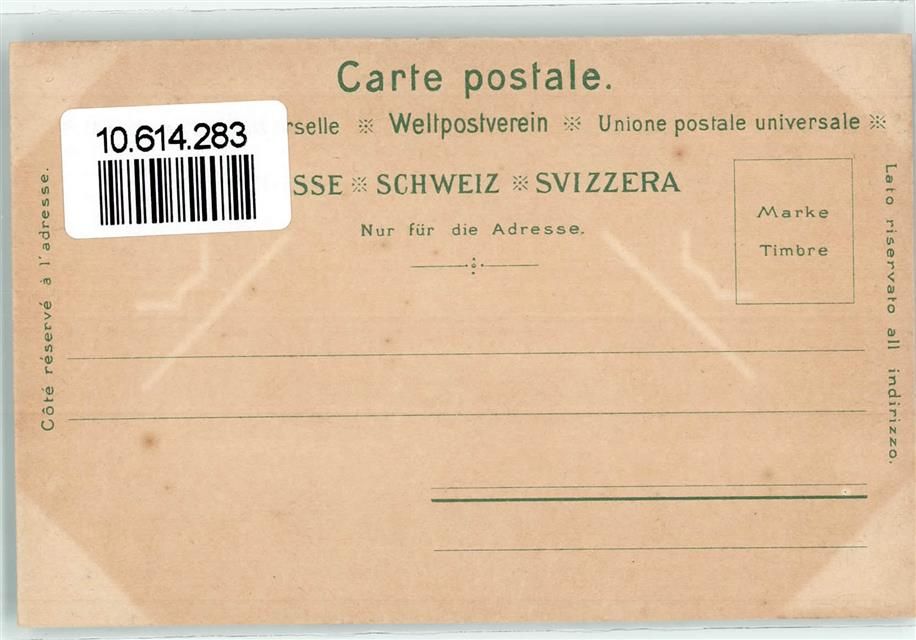 Carte postale.
10.614.283
rselle ※ Weltpostverein ※ Unione postale universale ※
SSE ※ SCHWEIZ ※ SVIZZERA
Nur für die Adresse.
Marke
Timbre
Côté réservé à l'adresse.
Lato riservato all indirizzo.